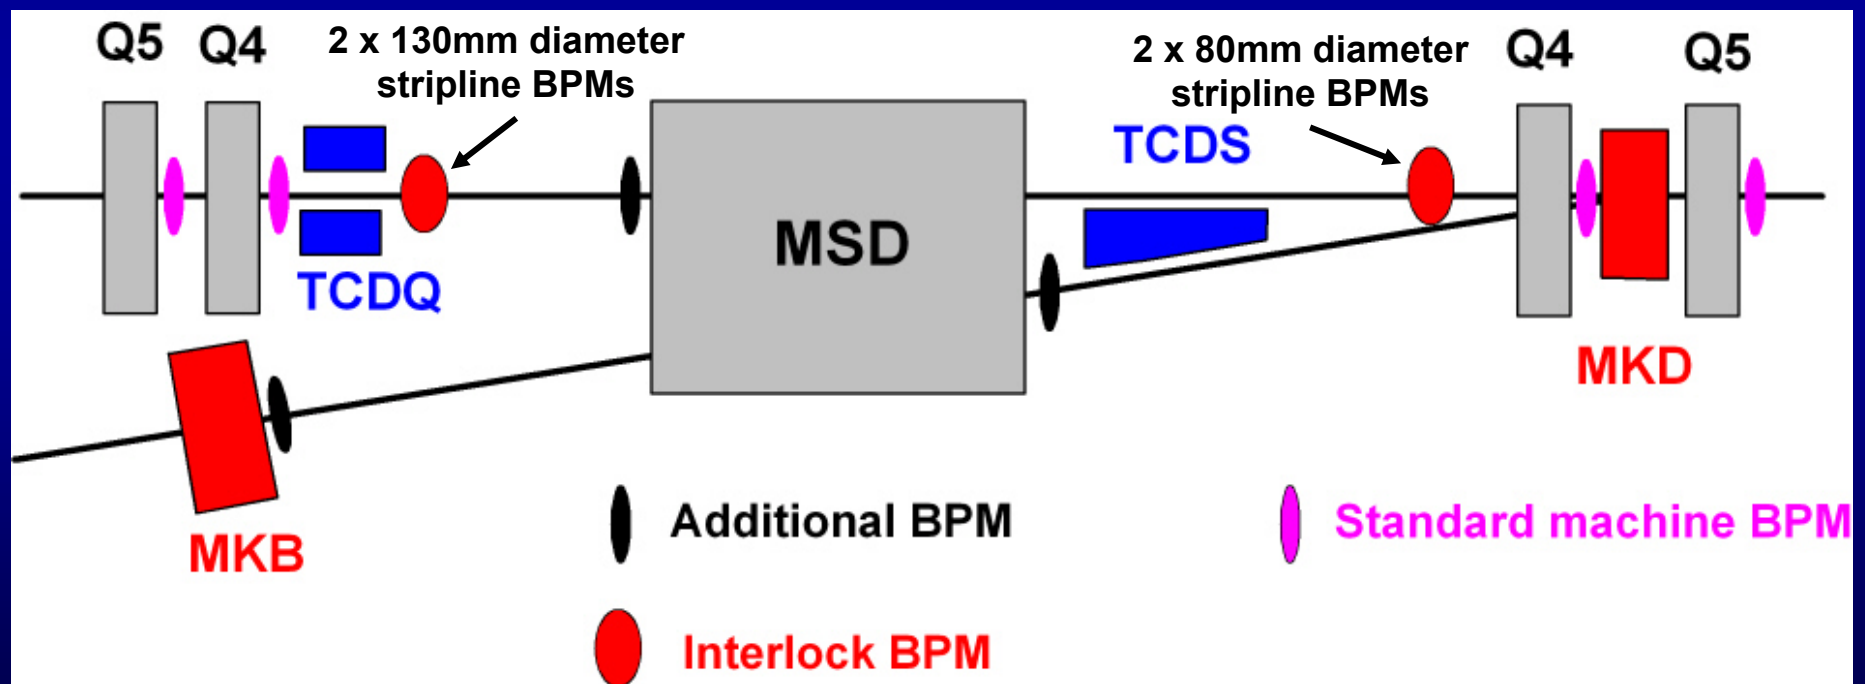 Q5 Q4
2 x 130mm diameter
stripline BPMs
2 x 80mm diameter
stripline BPMs
Q4
Q5
TCDS
MSD
TCDQ
MKD
MKB
Additional BPM
Standard machine BPM
Interlock BPM